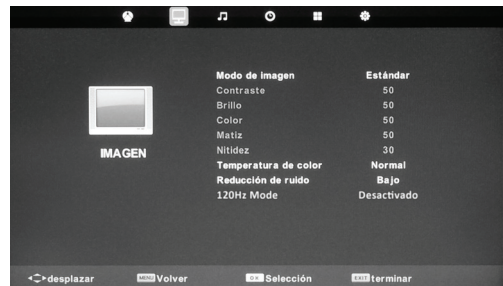 Modo de imagen Estándar
Contraste 50
Brillo 50
Color 50
Matiz 50
Nitidez 30
IMAGEN
Temperatura de color Normal
Reducción de ruido Bajo
120Hz Mode Desactivado
desplazar MENU Volver OK Selección EXIT terminar